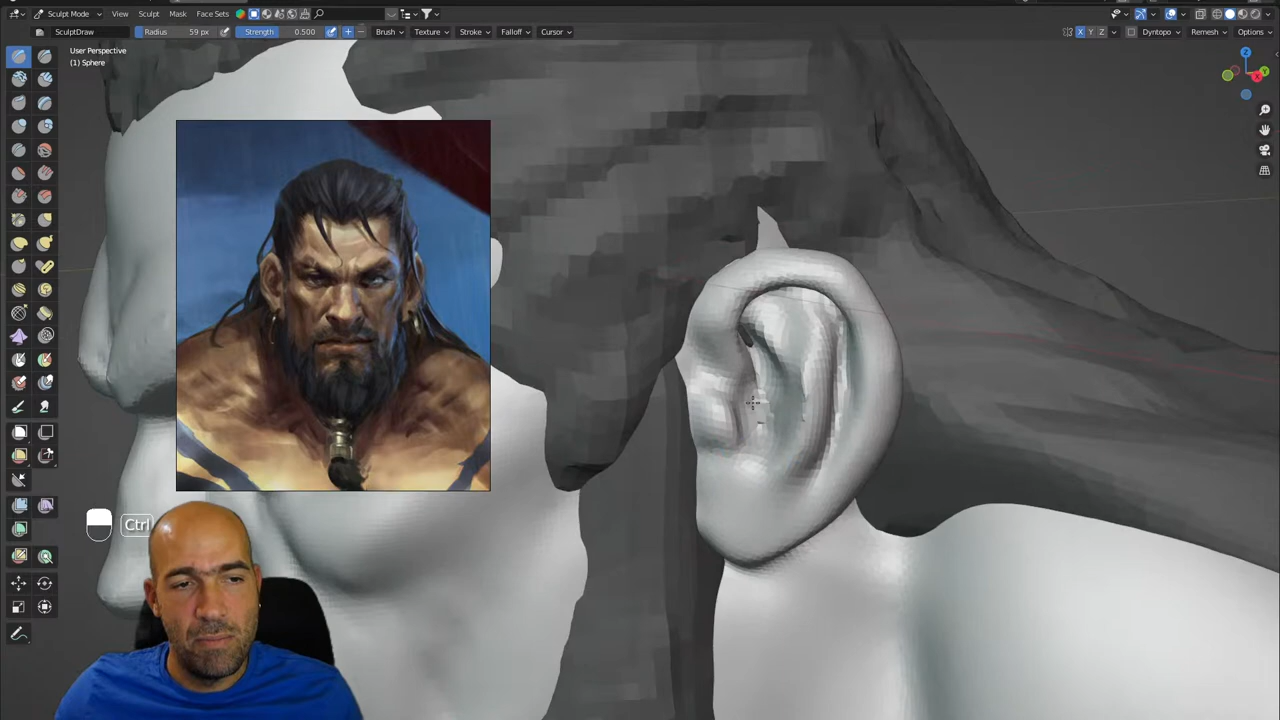 Sculpt Mode View Sculpt Mask Face Sets
SculptDraw Radius 59 px Strength 0.500 Brush Texture Stroke Falloff Cursor X Y Z Dyntopo Remesh Options
User Perspective
(1) Sphere
Z
Y
X
Ctrl